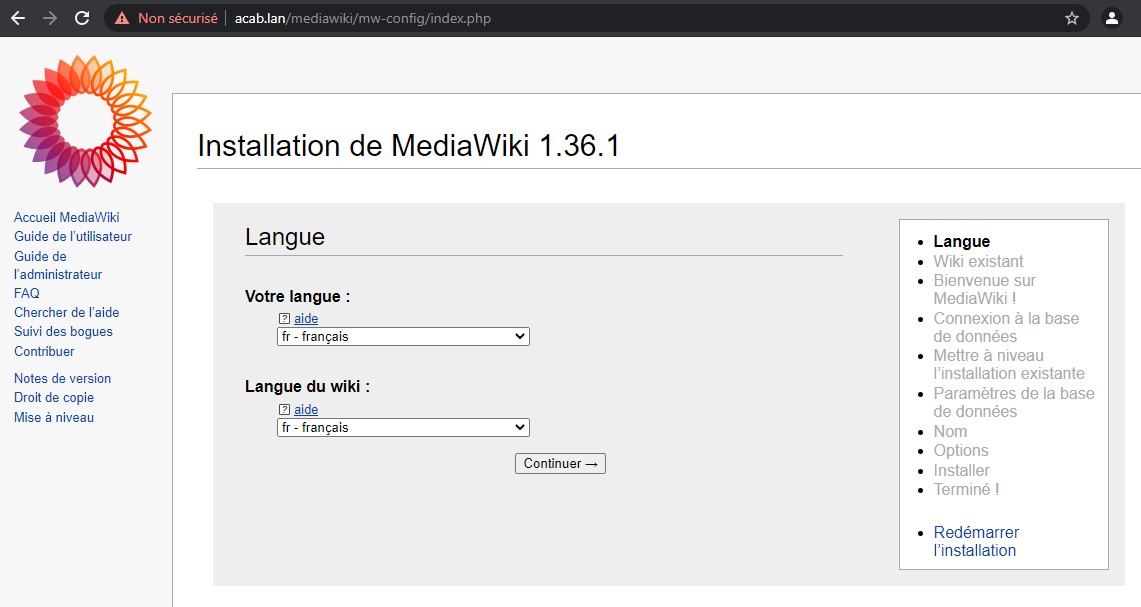 Non sécurisé acab.lan/mediawiki/mw-config/index.php
Accueil MediaWiki
Guide de l'utilisateur
Guide de
l'administrateur
FAQ
Chercher de l'aide
Suivi des bogues
Contribuer
Notes de version
Droit de copie
Mise à niveau
Installation de MediaWiki 1.36.1
Langue
Votre langue :
? aide
fr - français
Langue du wiki :
? aide
fr - français
Continuer →
Langue
Wiki existant
Bienvenue sur
MediaWiki !
Connexion à la base
de données
Mettre à niveau
l’installation existante
Paramètres de la base
de données
Nom
Options
Installer
Terminé !
Redémarrer
l’installation